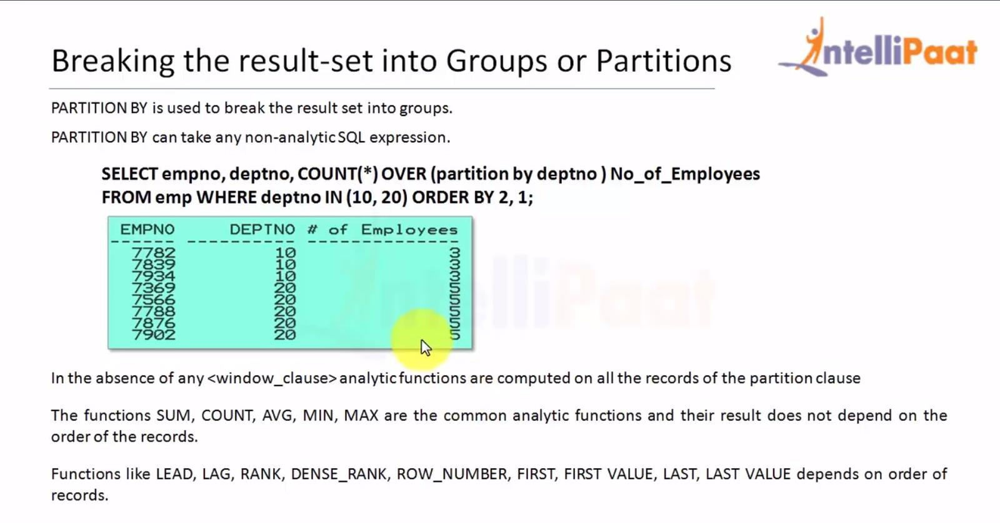 IntelliPaat
Breaking the result-set into Groups or Partitions
PARTITION BY is used to break the result set into groups.
PARTITION BY can take any non-analytic SQL expression.
SELECT empno, deptno, COUNT(*) OVER (partition by deptno ) No_of_Employees
FROM emp WHERE deptno IN (10, 20) ORDER BY 2, 1;
EMPNO DEPTNO # of Employees
------- ---------- ---------------
7782 10 3
7839 10 3
7934 10 3
7369 20 5
7566 20 5
7788 20 5
7876 20 5
7902 20 5
IntelliPaat
In the absence of any <window_clause> analytic functions are computed on all the records of the partition clause
The functions SUM, COUNT, AVG, MIN, MAX are the common analytic functions and their result does not depend on the
order of the records.
Functions like LEAD, LAG, RANK, DENSE_RANK, ROW_NUMBER, FIRST, FIRST VALUE, LAST, LAST VALUE depends on order of
records.